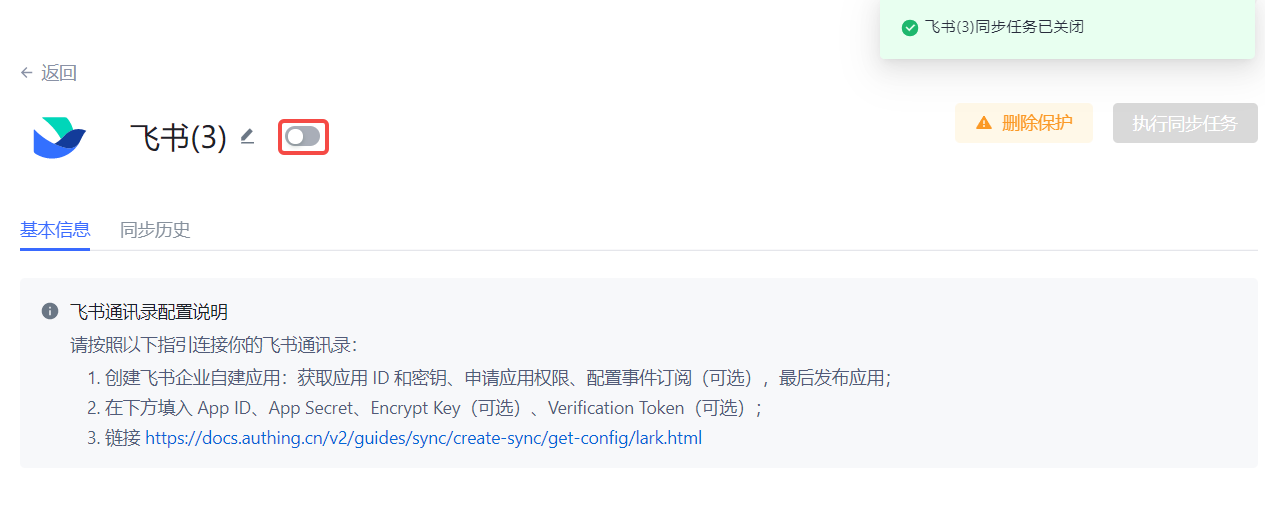 飞书(3)同步任务已关闭
返回
飞书(3)
删除保护
执行同步任务
基本信息
同步历史
飞书通讯录配置说明
请按照以下指引连接你的飞书通讯录：
1. 创建飞书企业自建应用：获取应用 ID 和密钥、申请应用权限、配置事件订阅（可选），最后发布应用；
2. 在下方填入 App ID、App Secret、Encrypt Key（可选）、Verification Token（可选）；
3. 链接 https://docs.authing.cn/v2/guides/sync/create-sync/get-config/lark.html